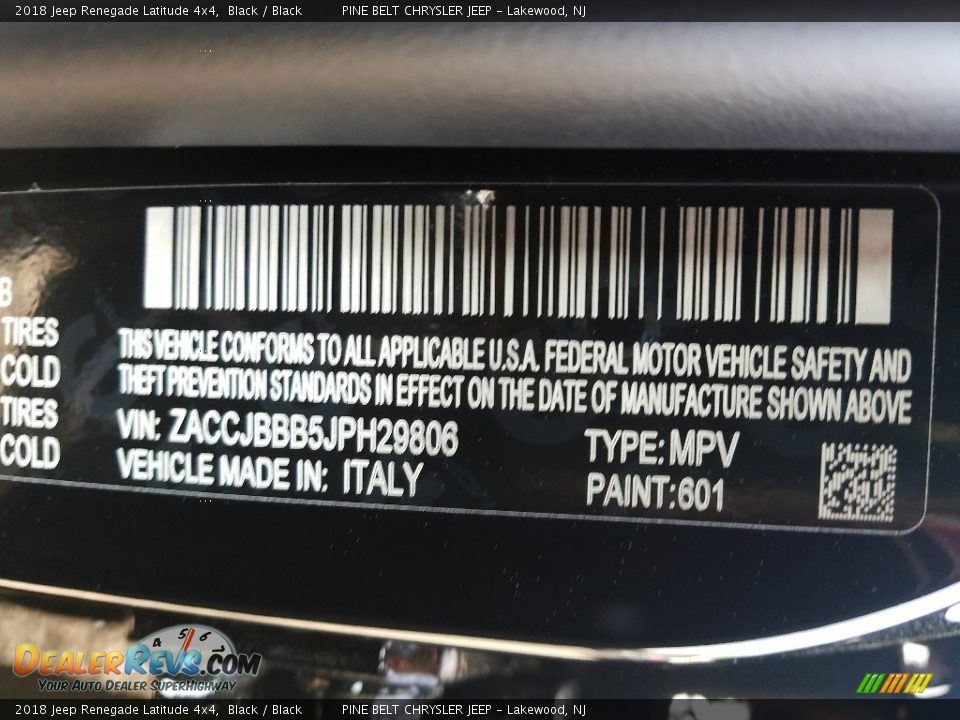 2018 Jeep Renegade Latitude 4x4, Black / Black PINE BELT CHRYSLER JEEP - Lakewood, NJ
B
TIRES
COLD
TIRES
COLD
THIS VEHICLE CONFORMS TO ALL APPLICABLE U.S.A. FEDERAL MOTOR VEHICLE SAFETY AND
THEFT PREVENTION STANDARDS IN EFFECT ON THE DATE OF MANUFACTURE SHOWN ABOVE
VIN: ZACCJBBB5JPH29806
TYPE: MPV
VEHICLE MADE IN: ITALY
PAINT: 601
4 5 6
DealerRevs.com
Your Auto Dealer SuperHighway
2018 Jeep Renegade Latitude 4x4, Black / Black PINE BELT CHRYSLER JEEP - Lakewood, NJ